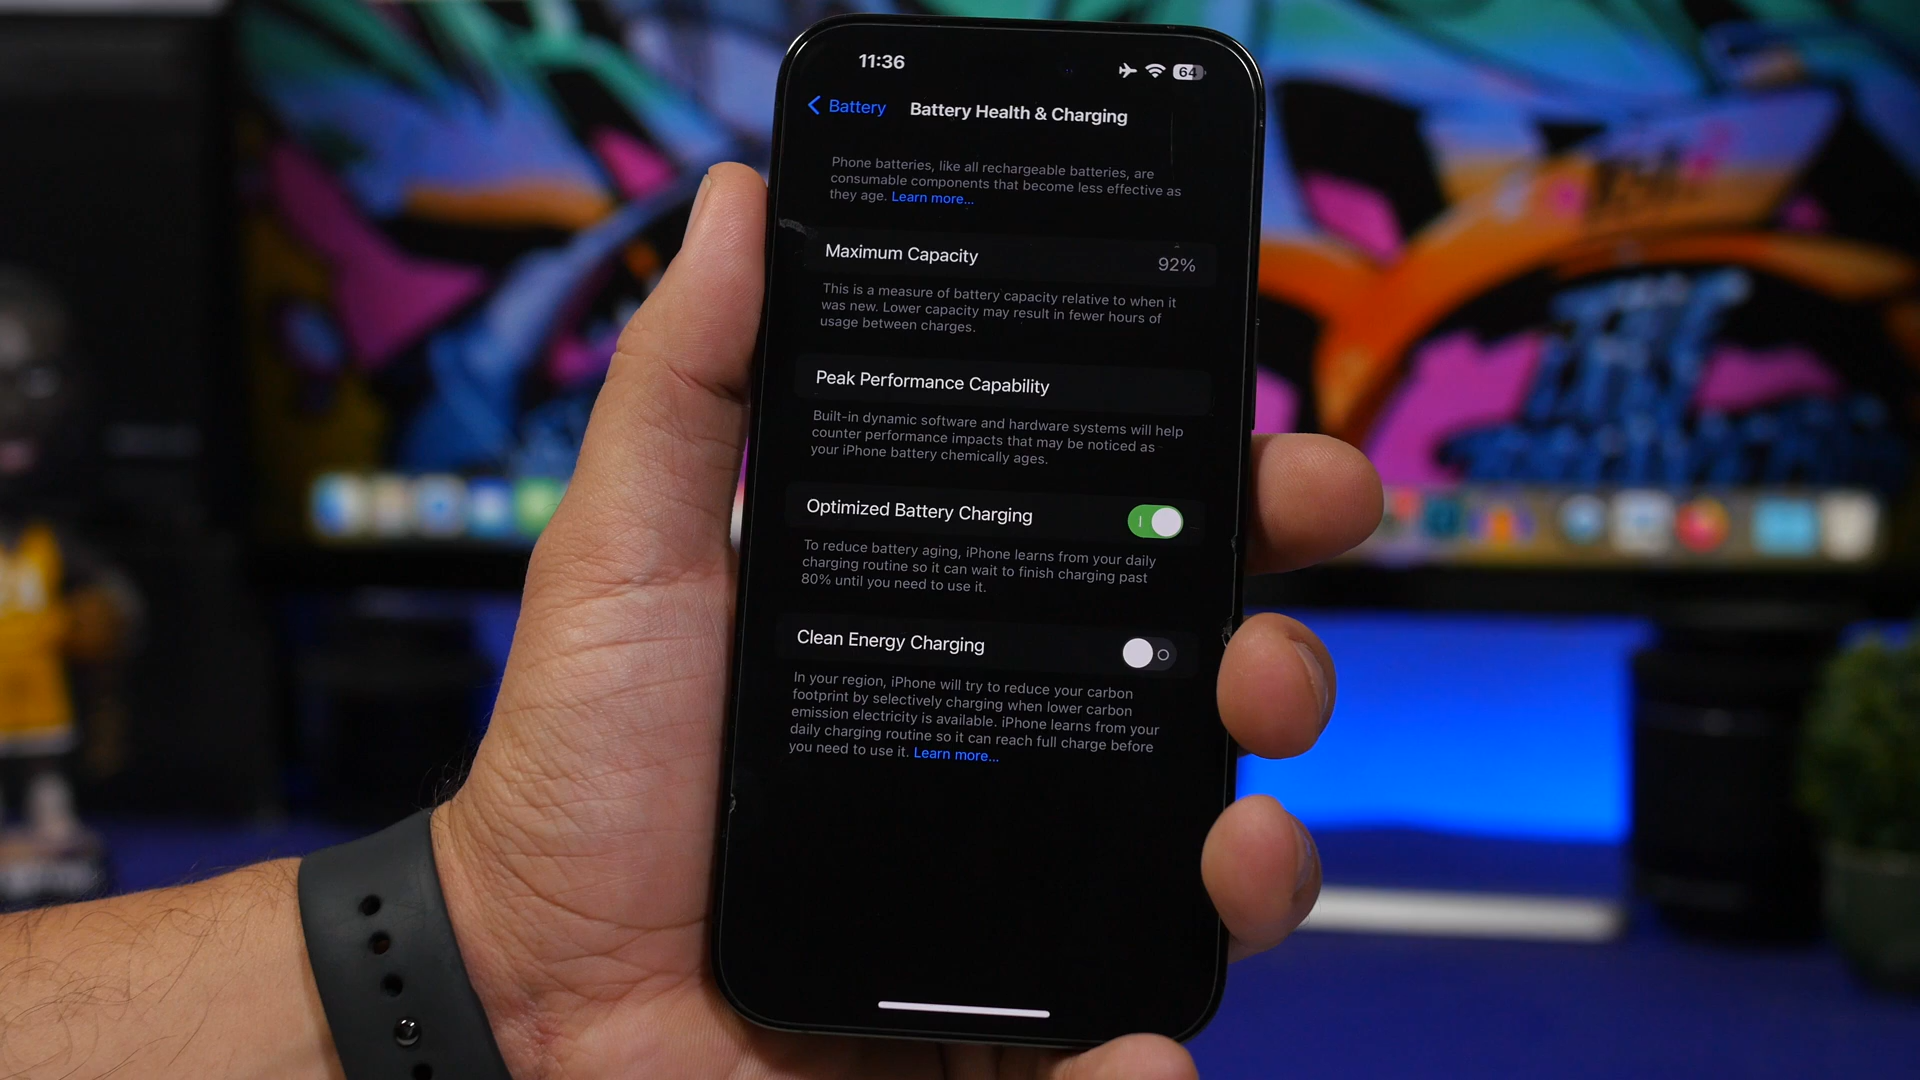 11:36
64
Battery
Battery Health & Charging
Phone batteries, like all rechargeable batteries, are
consumable components that become less effective as
they age. Learn more...
Maximum Capacity
92%
This is a measure of battery capacity relative to when it
was new. Lower capacity may result in fewer hours of
usage between charges.
Peak Performance Capability
Built-in dynamic software and hardware systems will help
counter performance impacts that may be noticed as
your iPhone battery chemically ages.
Optimized Battery Charging
To reduce battery aging, iPhone learns from your daily
charging routine so it can wait to finish charging past
80% until you need to use it.
Clean Energy Charging
In your region, iPhone will try to reduce your carbon
footprint by selectively charging when lower carbon
emission electricity is available. iPhone learns from your
daily charging routine so it can reach full charge before
you need to use it. Learn more...